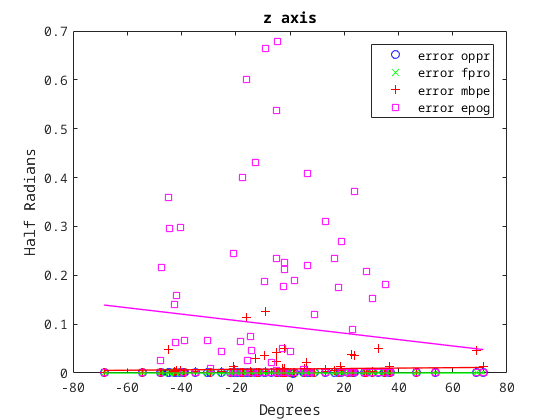 z axis
0.7
0.6
0.5
0.4
0.3
0.2
0.1
0
Half Radians
error oppr
error fpro
error mbpe
error epog
-80 -60 -40 -20 0 20 40 60 80
Degrees